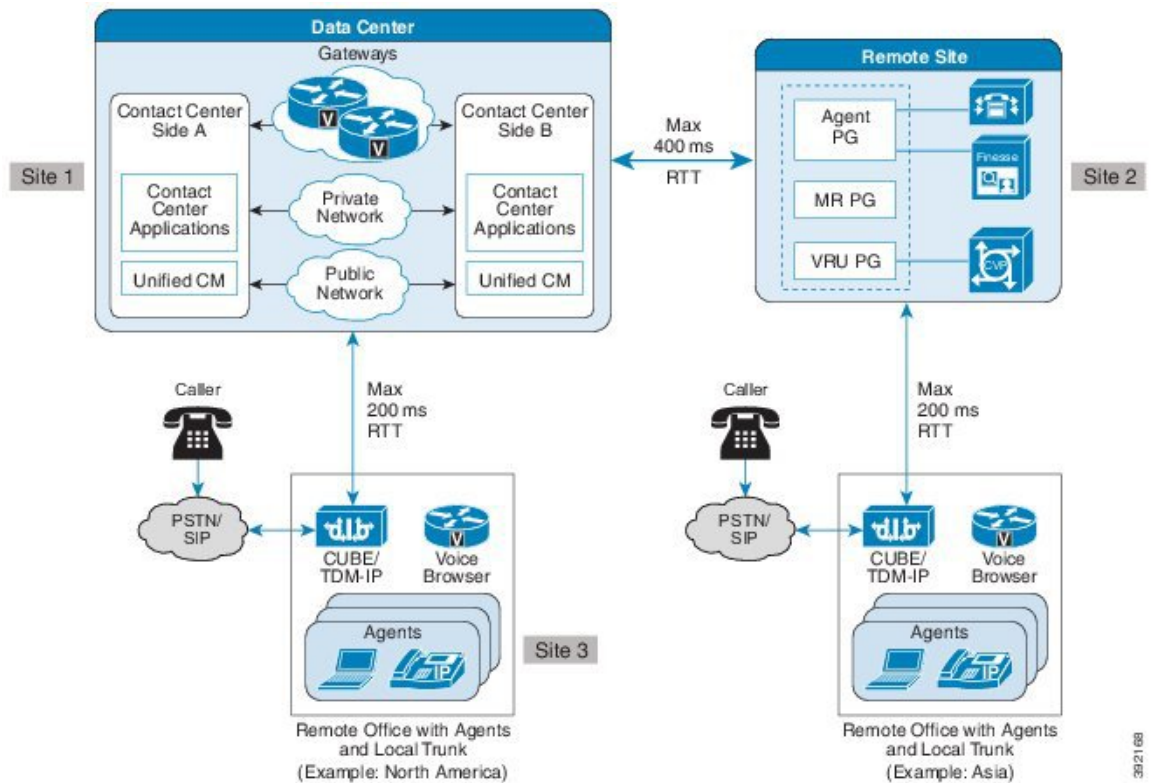 Data Center
Gateways
Contact Center
Side A
V
V
Contact Center
Side B
Contact
Center
Applications
Private
Network
Contact
Center
Applications
Unified CM
Public
Network
Unified CM
Site 1
Max
400 ms
RTT
Remote Site
Agent
PG
Finesse
MR PG
VRU PG
CVP
Site 2
Caller
Max
200 ms
RTT
PSTN/
SIP
CUBE/
TDM-IP
V
Voice
Browser
Agents
IP
Site 3
Remote Office with Agents
and Local Trunk
(Example: North America)
Caller
Max
200 ms
RTT
PSTN/
SIP
CUBE/
TDM-IP
V
Voice
Browser
Agents
IP
Remote Office with Agents
and Local Trunk
(Example: Asia)
392168